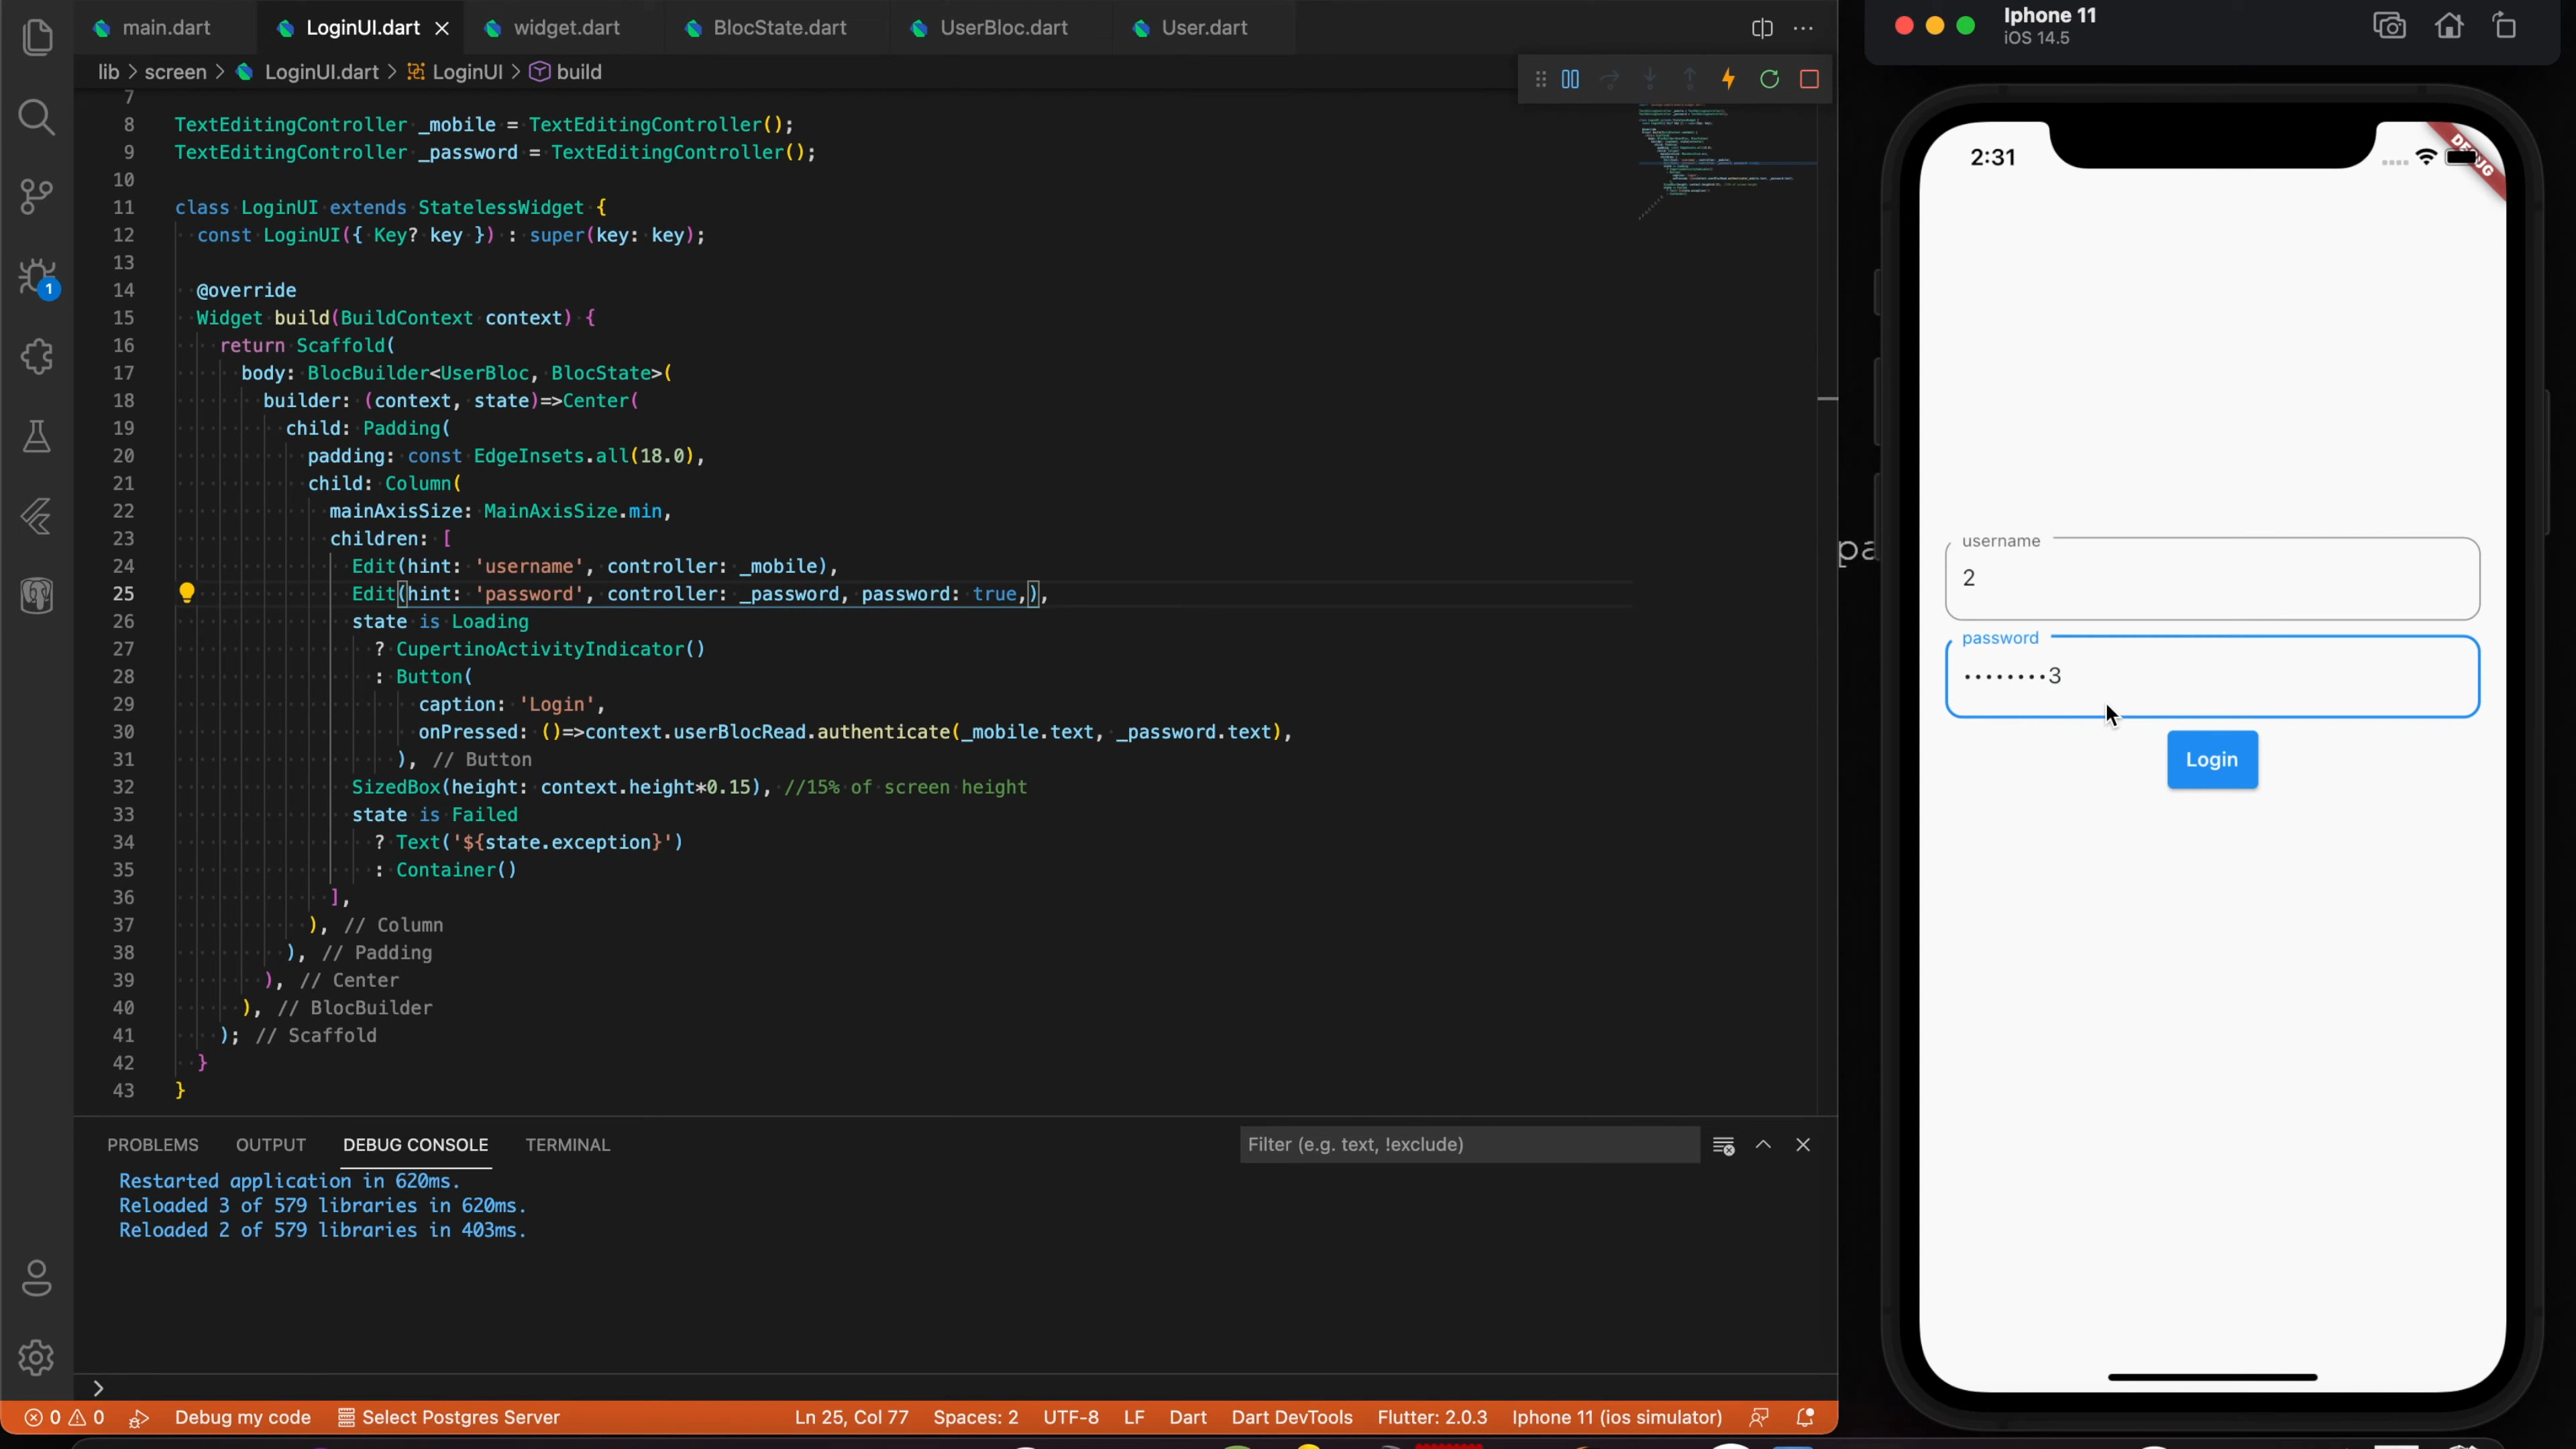 main.dart
LoginUI.dart
widget.dart
BlocState.dart
UserBloc.dart
User.dart
lib > screen > LoginUI.dart > LoginUI > build
7
8 TextEditingController _mobile = TextEditingController();
9 TextEditingController _password = TextEditingController();
10
11 class LoginUI extends StatelessWidget {
12 const LoginUI({ Key? key }) : super(key: key);
13
14 @override
15 Widget build(BuildContext context) {
16 return Scaffold(
17 body: BlocBuilder<UserBloc, BlocState>(
18 builder: (context, state)=>Center(
19 child: Padding(
20 padding: const EdgeInsets.all(18.0),
21 child: Column(
22 mainAxisSize: MainAxisSize.min,
23 children: [
24 Edit(hint: 'username', controller: _mobile),
25 Edit(hint: 'password', controller: _password, password: true,),
26 state is Loading
27 ? CupertinoActivityIndicator()
28 : Button(
29 caption: 'Login',
30 onPressed: ()=>context.userBlocRead.authenticate(_mobile.text, _password.text),
31 ), // Button
32 SizedBox(height: context.height*0.15), //15% of screen height
33 state is Failed
34 ? Text('${state.exception}')
35 : Container()
36 ],
37 ), // Column
38 ), // Padding
39 ), // Center
40 ), // BlocBuilder
41 ); // Scaffold
42 }
43 }
1
PROBLEMS OUTPUT DEBUG CONSOLE TERMINAL
Filter (e.g. text, !exclude)
Restarted application in 620ms.
Reloaded 3 of 579 libraries in 620ms.
Reloaded 2 of 579 libraries in 403ms.
>
0 0 Debug my code Select Postgres Server Ln 25, Col 77 Spaces: 2 UTF-8 LF Dart Dart DevTools Flutter: 2.0.3 Iphone 11 (ios simulator)
Iphone 11
iOS 14.5
2:31
DEBUG
pa
username
2
password
••••••••3
Login